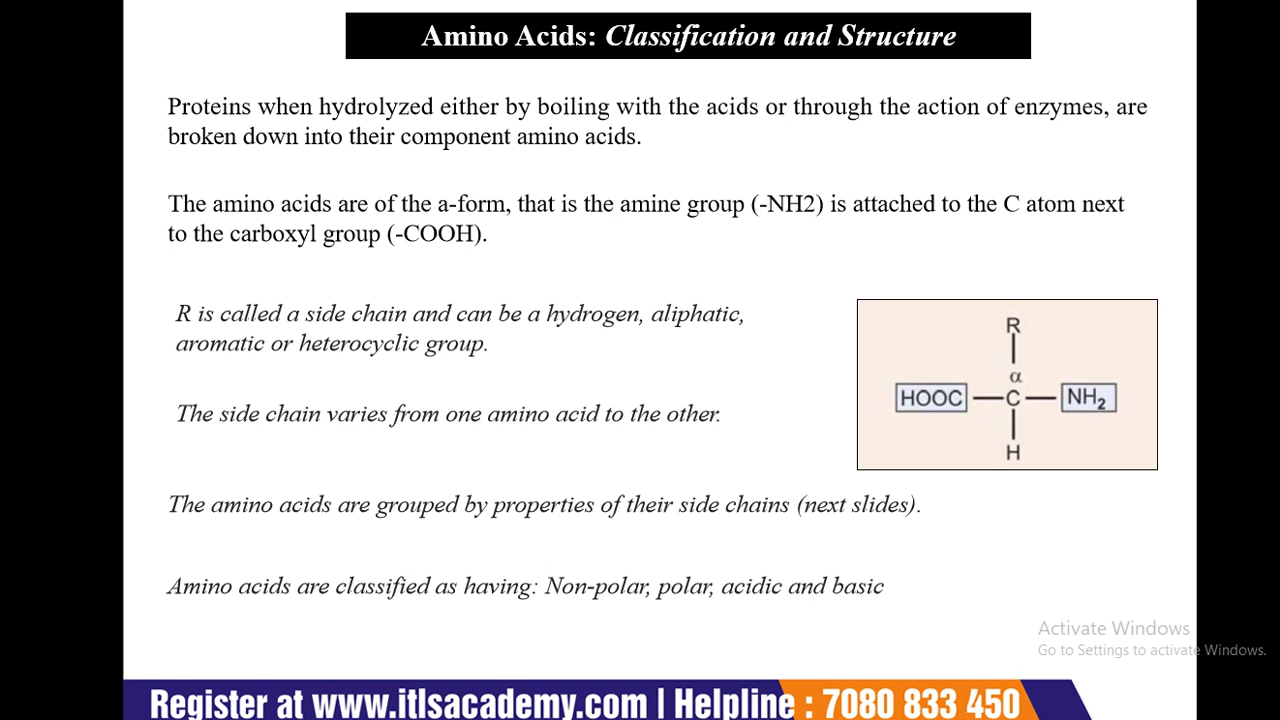 Amino Acids: Classification and Structure
Proteins when hydrolyzed either by boiling with the acids or through the action of enzymes, are
broken down into their component amino acids.
The amino acids are of the a-form, that is the amine group (-NH2) is attached to the C atom next
to the carboxyl group (-COOH).
R is called a side chain and can be a hydrogen, aliphatic,
aromatic or heterocyclic group.
The side chain varies from one amino acid to the other.
R
α
HOOC — C — NH₂
H
The amino acids are grouped by properties of their side chains (next slides).
Amino acids are classified as having: Non-polar, polar, acidic and basic
Activate Windows
Go to Settings to activate Windows.
Register at www.itlsacademy.com | Helpline : 7080 833 450